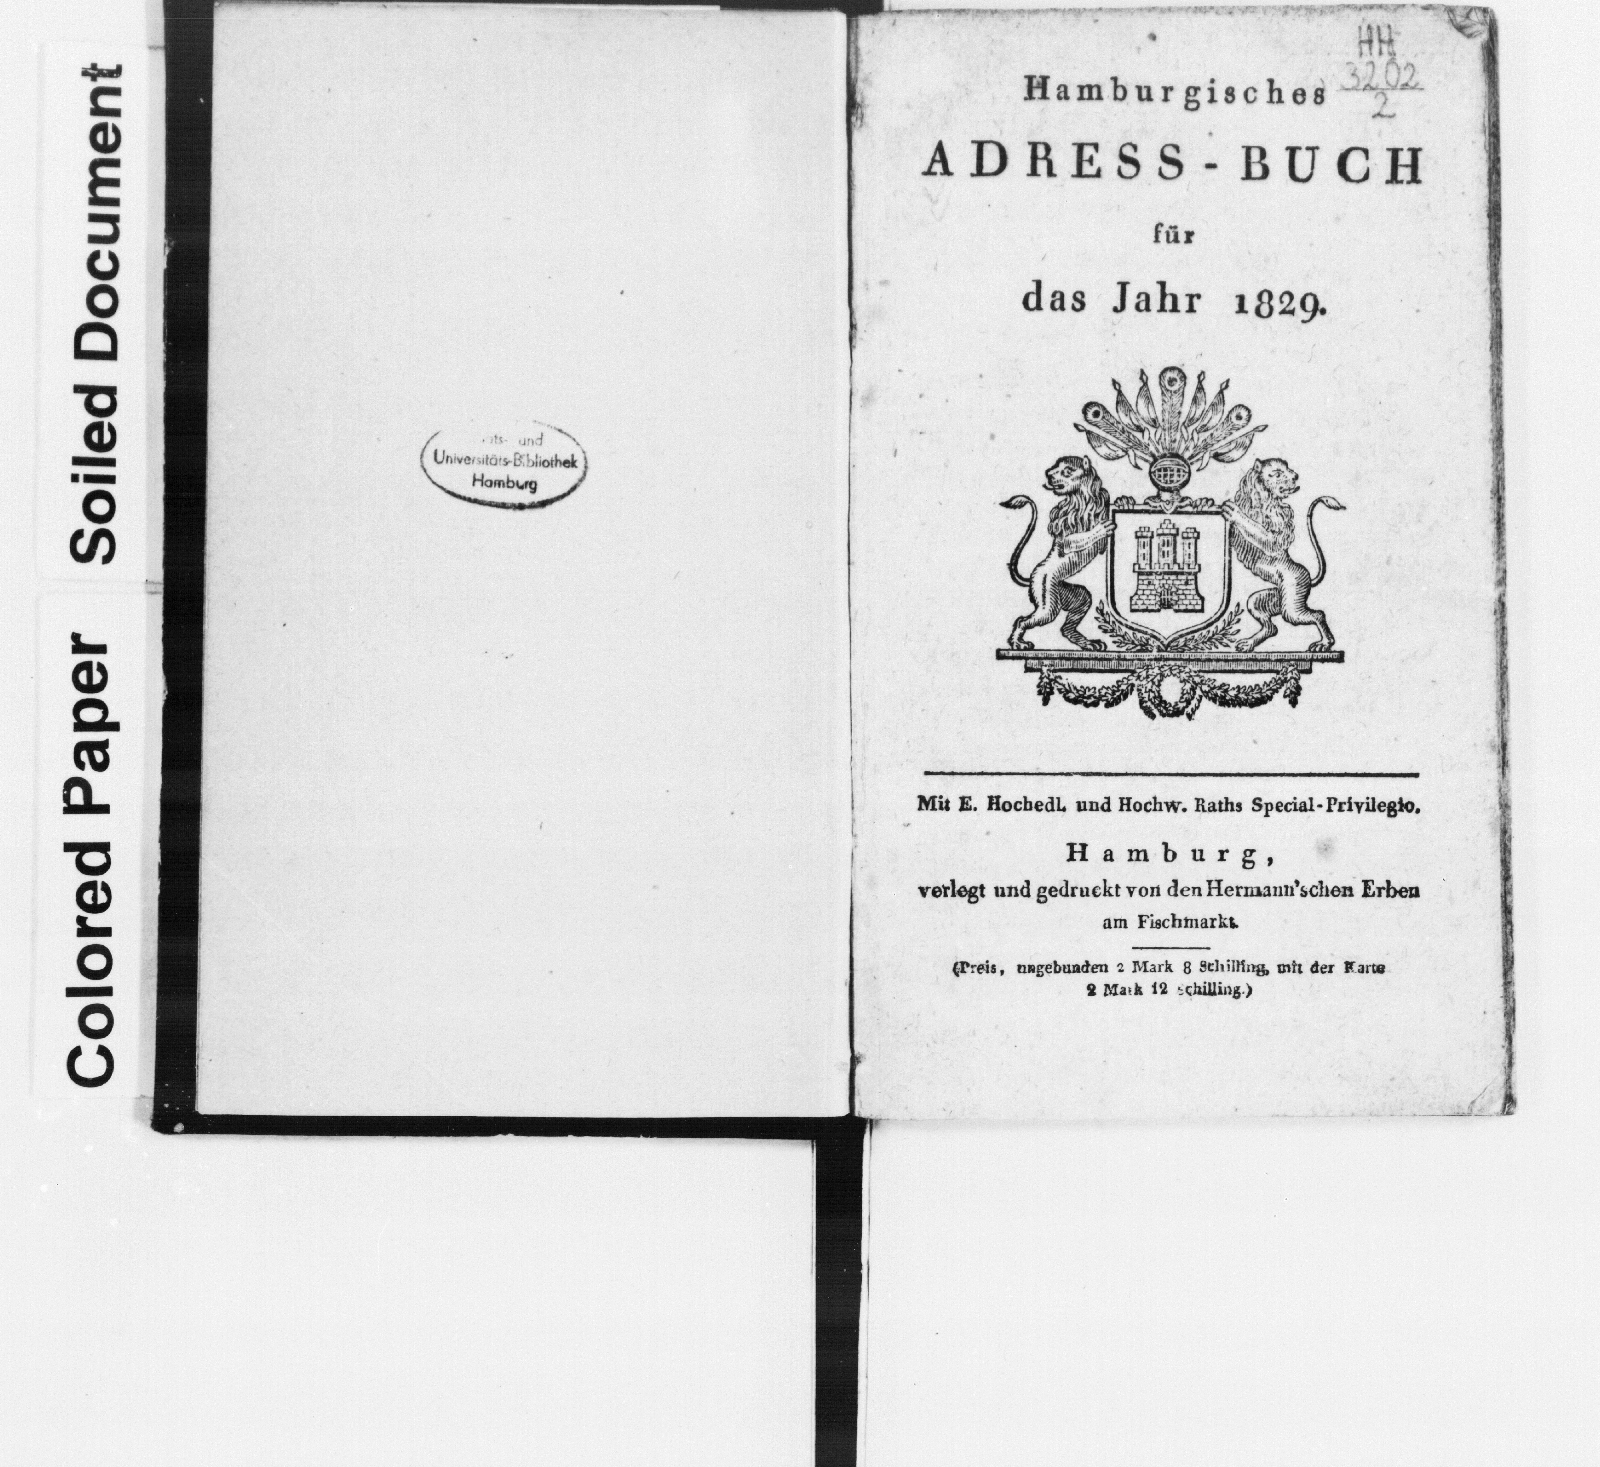 Colored Paper Soiled Document
und
Universitäts-Bibliothek
Hamburg
HH
3202
2
Hamburgisches
ADRESS-BUCH
für
das Jahr 1829.
Mit E. Hochedl. und Hochw. Raths Special-Privilegio.
Hamburg,
verlegt und gedruckt von den Hermann'schen Erben
am Fischmarkt.
(Preis, ungebunden 2 Mark 8 Schilling, mit der Karte
2 Mark 12 Schilling.)